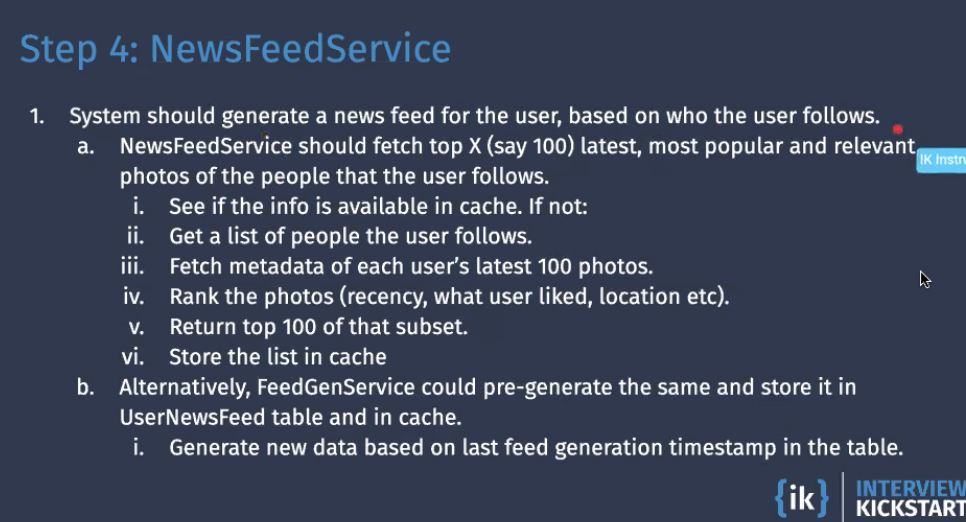 Step 4: NewsFeedService
1. System should generate a news feed for the user, based on who the user follows.
a. NewsFeedService should fetch top X (say 100) latest, most popular and relevant
photos of the people that the user follows.
i. See if the info is available in cache. If not:
ii. Get a list of people the user follows.
iii. Fetch metadata of each user’s latest 100 photos.
iv. Rank the photos (recency, what user liked, location etc).
v. Return top 100 of that subset.
vi. Store the list in cache
b. Alternatively, FeedGenService could pre-generate the same and store it in
UserNewsFeed table and in cache.
i. Generate new data based on last feed generation timestamp in the table.
IK Instru
{ik} INTERVIEW
KICKSTART